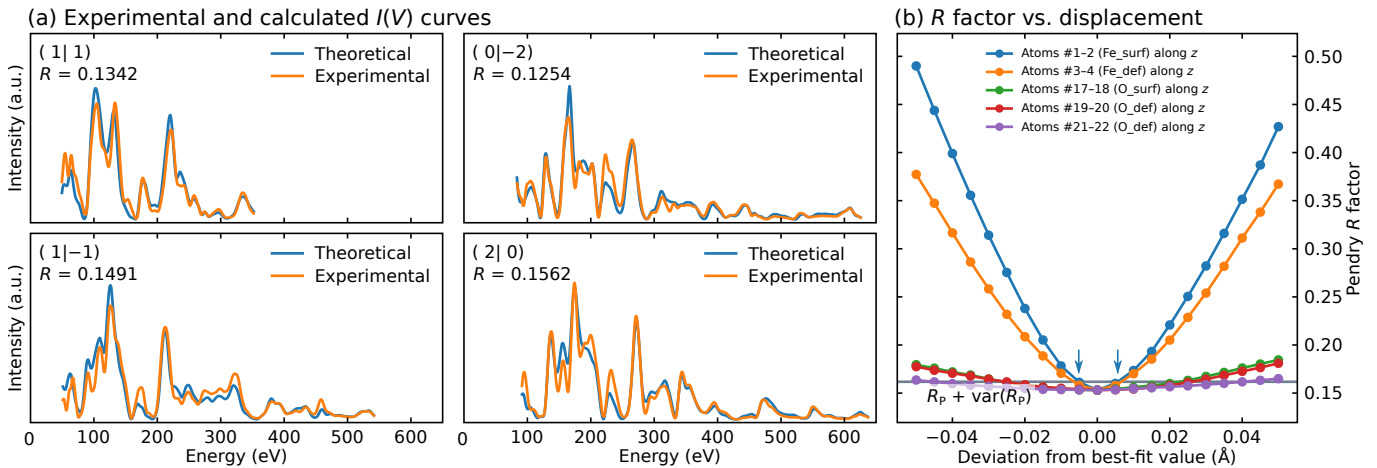 (a) Experimental and calculated I(V) curves
(b) R factor vs. displacement
( 1| 1)
R = 0.1342
Theoretical
Experimental
Intensity (a.u.)
( 0|−2)
R = 0.1254
Theoretical
Experimental
( 1|−1)
R = 0.1491
Theoretical
Experimental
Intensity (a.u.)
0 100 200 300 400 500 600
Energy (eV)
( 2| 0)
R = 0.1562
Theoretical
Experimental
0 100 200 300 400 500 600
Energy (eV)
Atoms #1–2 (Fe_surf) along z
Atoms #3–4 (Fe_def) along z
Atoms #17–18 (O_surf) along z
Atoms #19–20 (O_def) along z
Atoms #21–22 (O_def) along z
0.50
0.45
0.40
0.35
0.30
0.25
0.20
0.15
Pendry R factor
RP + var(RP)
−0.04 −0.02 0.00 0.02 0.04
Deviation from best-fit value (Å)